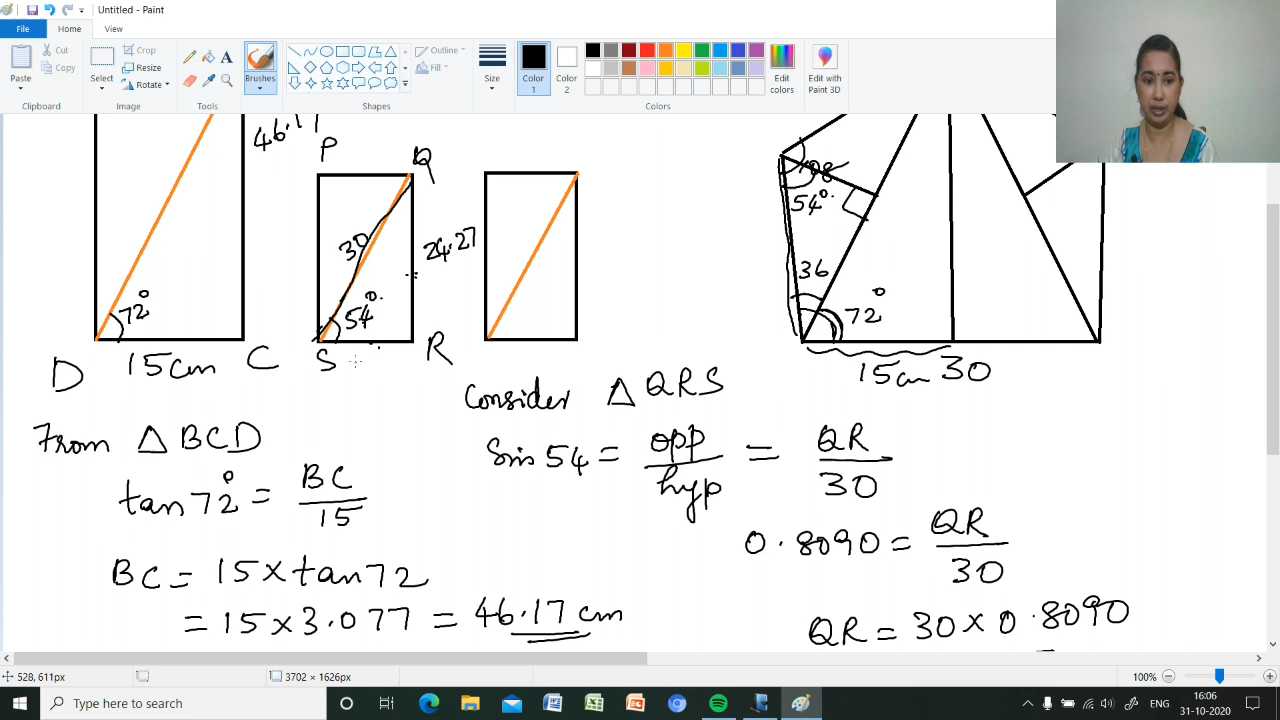 Untitled - Paint
File
Home
View
Paste
Cut
Copy
Clipboard
Select
Crop
Resize
Rotate
Image
Tools
Brushes
Shapes
Outline
Fill
Size
Color 1
Color 2
Colors
Edit colors
Edit with Paint 3D
46.17
P
Q
30
24.27
54°
72°
D
15cm
C
S
R
108
54°
36
72°
15cm
30
From △ BCD
tan 72° = BC/15
BC = 15 × tan 72
= 15 × 3.077 = 46.17 cm
Consider △ QRS
Sin 54 = opp/hyp = QR/30
0.8090 = QR/30
QR = 30 × 0.8090
528, 611px
3702 × 1626px
100%
Type here to search
ENG
16:06
31-10-2020